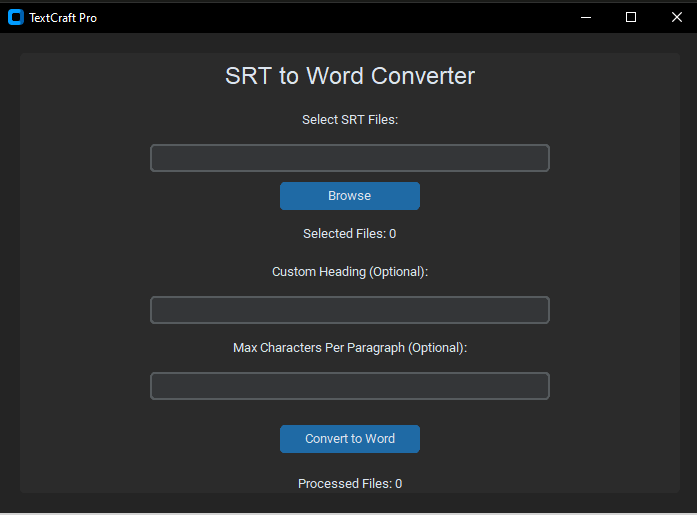 TextCraft Pro
SRT to Word Converter
Select SRT Files:
Browse
Selected Files: 0
Custom Heading (Optional):
Max Characters Per Paragraph (Optional):
Convert to Word
Processed Files: 0